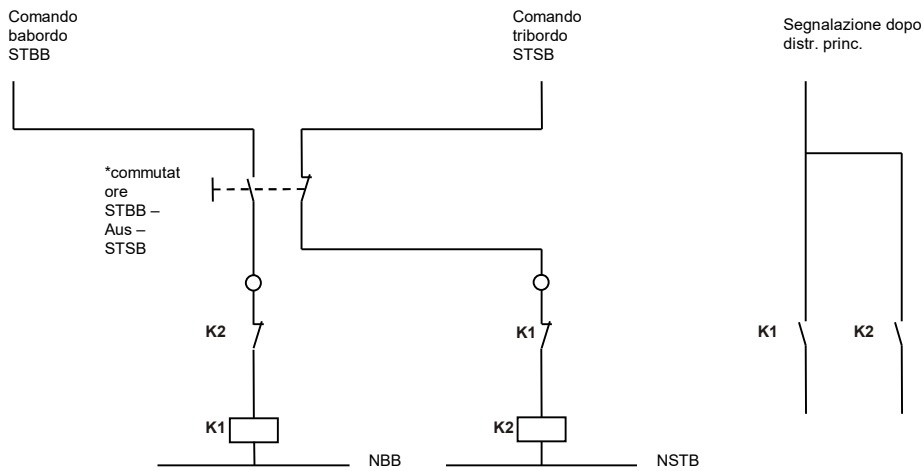 Comando
babordo
STBB
Comando
tribordo
STSB
Segnalazione dopo
distr. princ.
*commutat
ore
STBB –
Aus –
STSB
K2
K1
K1
K2
K1
K2
NBB
NSTB